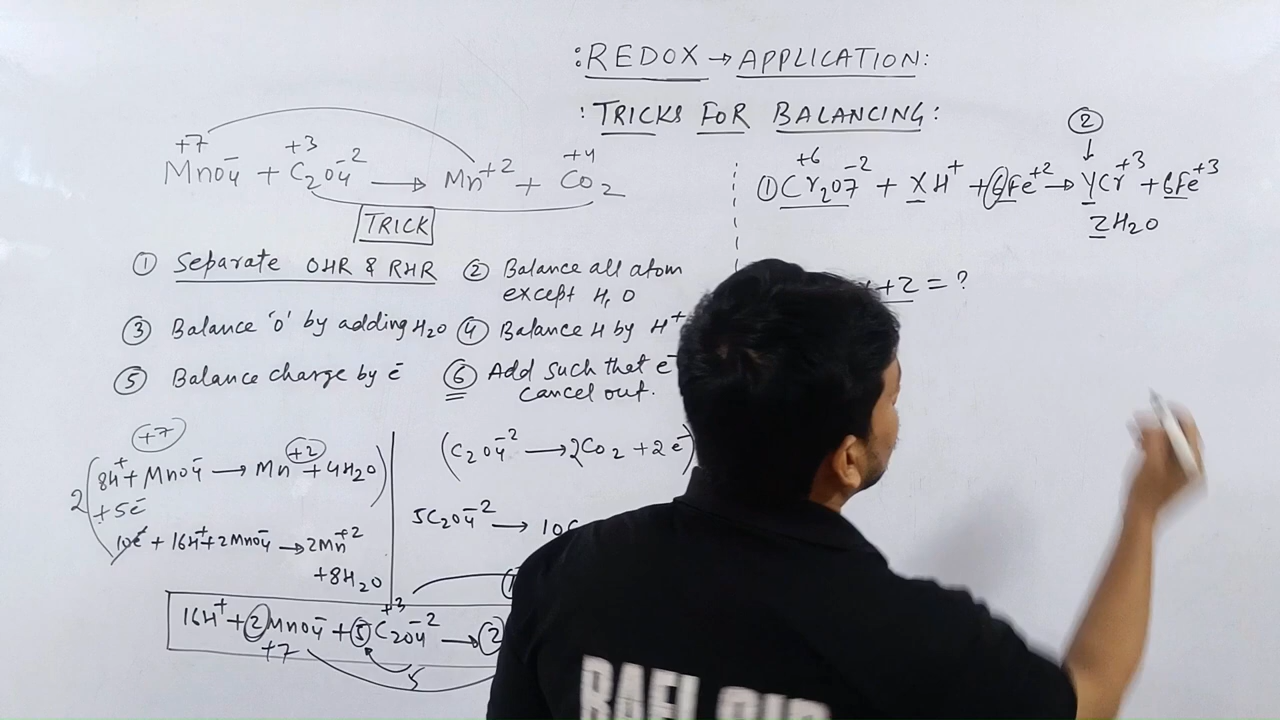 :REDOX → APPLICATION:
: TRICKS FOR BALANCING :
+7 +3 +4
MnO4⁻ + C2O4⁻² → Mn⁺² + CO2
TRICK
① Separate OHR & RHR
② Balance all atom
except H, O
③ Balance 'O' by adding H2O
④ Balance H by H⁺
⑤ Balance charge by e⁻
⑥ Add such that e⁻
cancel out.
+7 +2
2(8H⁺ + MnO4⁻ → Mn + 4H2O)
+5e⁻
10e⁻ + 16H⁺ + 2MnO4⁻ → 2Mn⁺²
+8H2O
(C2O4⁻² → 2CO2 + 2e⁻)
5C2O4⁻² → 10C
+3
16H⁺ + 2MnO4⁻ + 5C2O4⁻² → 2
+7
5
②
+6
① Cr2O7⁻² + XH⁺ + 6Fe⁺² → YCr⁺³ + 6Fe⁺³
ZH2O
+Z = ?